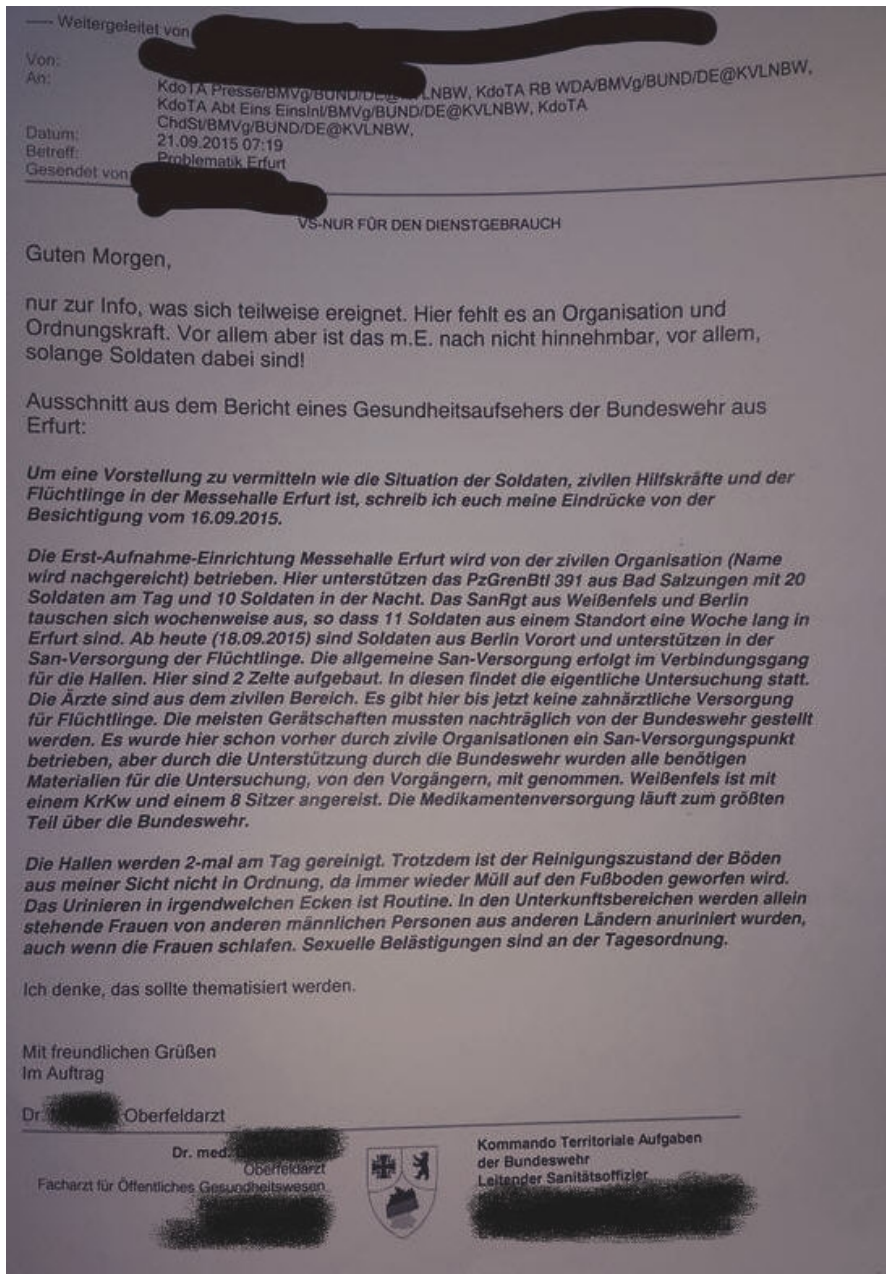 ---- Weitergeleitet von
Von:
An:
KdoTA Presse/BMVg/BUND/DE@KVLNBW, KdoTA RB WDA/BMVg/BUND/DE@KVLNBW,
KdoTA Abt Eins EinsInl/BMVg/BUND/DE@KVLNBW, KdoTA
ChdSt/BMVg/BUND/DE@KVLNBW,
Datum: 21.09.2015 07:19
Betreff: Problematik Erfurt
Gesendet von:
VS-NUR FÜR DEN DIENSTGEBRAUCH
Guten Morgen,
nur zur Info, was sich teilweise ereignet. Hier fehlt es an Organisation und
Ordnungskraft. Vor allem aber ist das m.E. nach nicht hinnehmbar, vor allem,
solange Soldaten dabei sind!
Ausschnitt aus dem Bericht eines Gesundheitsaufsehers der Bundeswehr aus
Erfurt:
Um eine Vorstellung zu vermitteln wie die Situation der Soldaten, zivilen Hilfskräfte und der
Flüchtlinge in der Messehalle Erfurt ist, schreib ich euch meine Eindrücke von der
Besichtigung vom 16.09.2015.
Die Erst-Aufnahme-Einrichtung Messehalle Erfurt wird von der zivilen Organisation (Name
wird nachgereicht) betrieben. Hier unterstützen das PzGrenBtl 391 aus Bad Salzungen mit 20
Soldaten am Tag und 10 Soldaten in der Nacht. Das SanRgt aus Weißenfels und Berlin
tauschen sich wochenweise aus, so dass 11 Soldaten aus einem Standort eine Woche lang in
Erfurt sind. Ab heute (18.09.2015) sind Soldaten aus Berlin Vorort und unterstützen in der
San-Versorgung der Flüchtlinge. Die allgemeine San-Versorgung erfolgt im Verbindungsgang
für die Hallen. Hier sind 2 Zelte aufgebaut. In diesen findet die eigentliche Untersuchung statt.
Die Ärzte sind aus dem zivilen Bereich. Es gibt hier bis jetzt keine zahnärztliche Versorgung
für Flüchtlinge. Die meisten Gerätschaften mussten nachträglich von der Bundeswehr gestellt
werden. Es wurde hier schon vorher durch zivile Organisationen ein San-Versorgungspunkt
betrieben, aber durch die Unterstützung durch die Bundeswehr wurden alle benötigen
Materialien für die Untersuchung, von den Vorgängern, mit genommen. Weißenfels ist mit
einem KrKw und einem 8 Sitzer angereist. Die Medikamentenversorgung läuft zum größten
Teil über die Bundeswehr.
Die Hallen werden 2-mal am Tag gereinigt. Trotzdem ist der Reinigungszustand der Böden
aus meiner Sicht nicht in Ordnung, da immer wieder Müll auf den Fußboden geworfen wird.
Das Urinieren in irgendwelchen Ecken ist Routine. In den Unterkunftsbereichen werden allein
stehende Frauen von anderen männlichen Personen aus anderen Ländern anuriniert wurden,
auch wenn die Frauen schlafen. Sexuelle Belästigungen sind an der Tagesordnung.
Ich denke, das sollte thematisiert werden.
Mit freundlichen Grüßen
Im Auftrag
Dr. Oberfeldarzt
Dr. med.
Oberfeldarzt
Facharzt für Öffentliches Gesundheitswesen
Kommando Territoriale Aufgaben
der Bundeswehr
Leitender Sanitätsoffizier